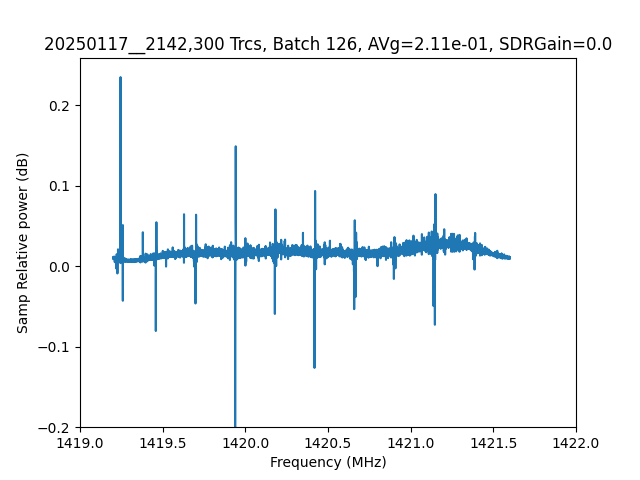 20250117__2142,300 Trcs, Batch 126, AVg=2.11e-01, SDRGain=0.0
Samp Relative power (dB)
0.2
0.1
0.0
−0.1
−0.2
1419.0 1419.5 1420.0 1420.5 1421.0 1421.5 1422.0
Frequency (MHz)